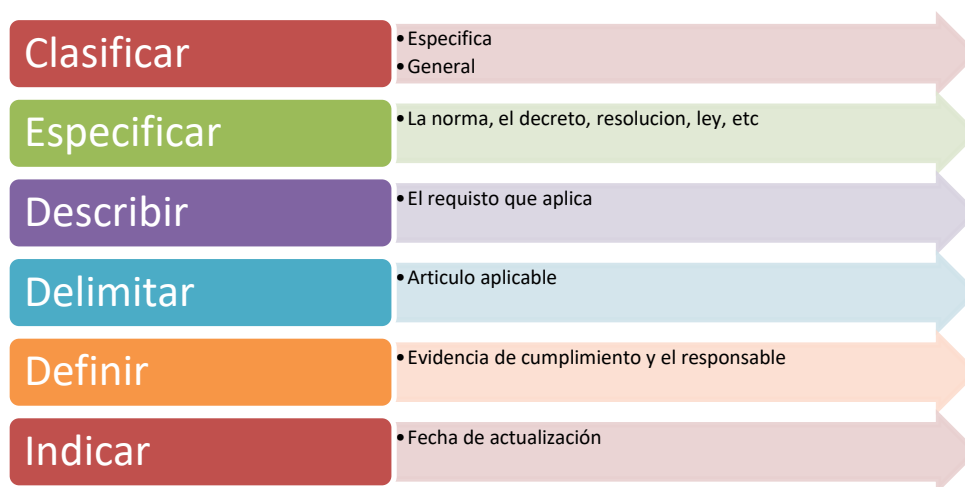 Clasificar
• Especifica
• General
Especificar
• La norma, el decreto, resolucion, ley, etc
Describir
• El requisto que aplica
Delimitar
• Articulo aplicable
Definir
• Evidencia de cumplimiento y el responsable
Indicar
• Fecha de actualización